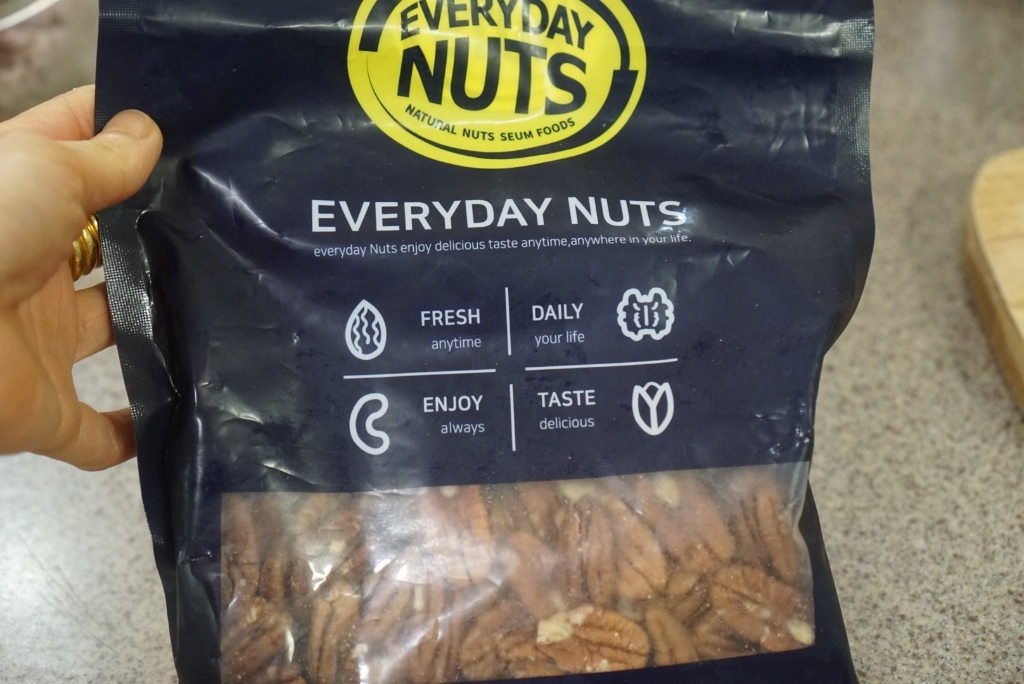 EVERYDAY
NUTS
NATURAL NUTS SEUM FOODS
EVERYDAY NUTS
everyday Nuts enjoy delicious taste anytime,anywhere in your life.
FRESH
anytime
DAILY
your life
ENJOY
always
TASTE
delicious